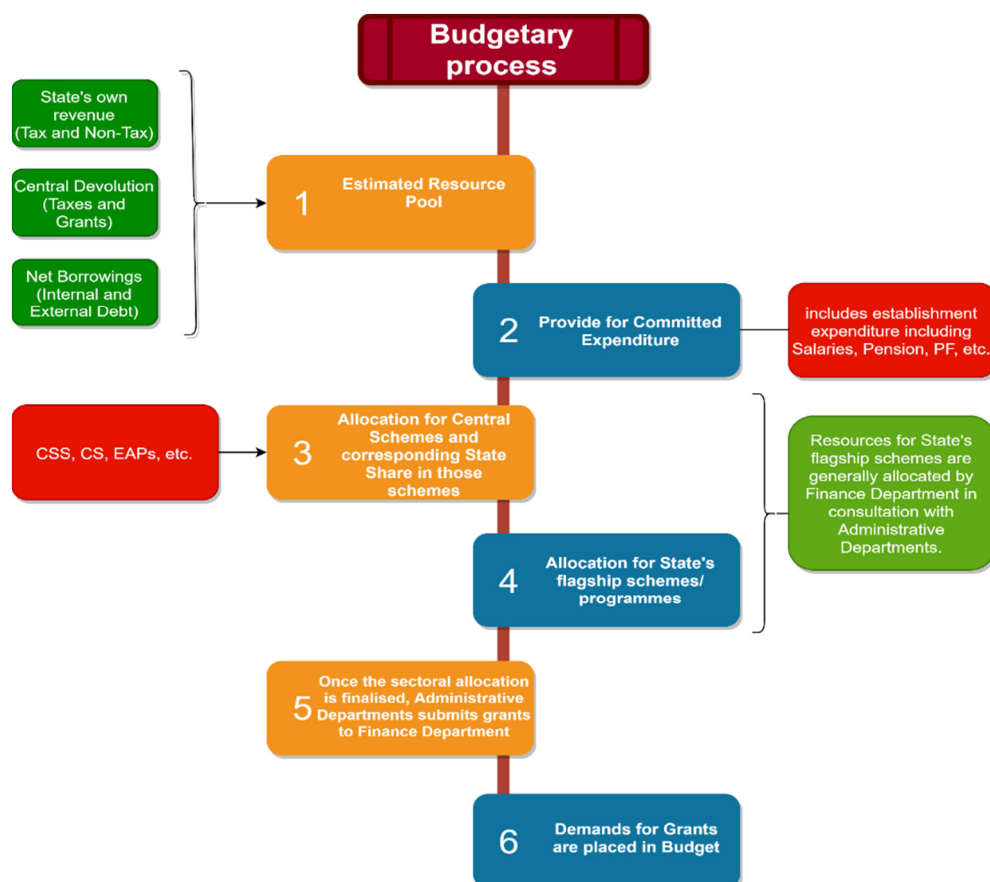 Budgetary
process
State's own
revenue
(Tax and Non-Tax)
Central Devolution
(Taxes and
Grants)
Net Borrowings
(Internal and
External Debt)
1
Estimated Resource
Pool
2
Provide for Committed
Expenditure
includes establishment
expenditure including
Salaries, Pension, PF, etc.
CSS, CS, EAPs, etc.
3
Allocation for Central
Schemes and
corresponding State
Share in those
schemes
Resources for State's
flagship schemes are
generally allocated by
Finance Department in
consultation with
Administrative
Departments.
4
Allocation for State's
flagship schemes/
programmes
5
Once the sectoral allocation
is finalised, Administrative
Departments submits grants
to Finance Department
6
Demands for Grants
are placed in Budget